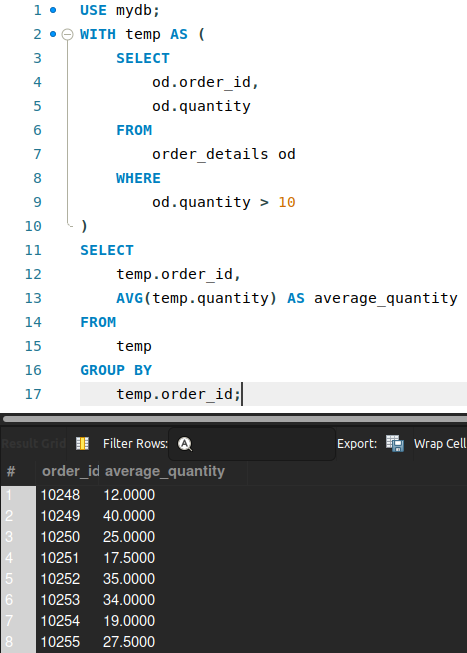 1 USE mydb;
2 WITH temp AS (
3 SELECT
4 od.order_id,
5 od.quantity
6 FROM
7 order_details od
8 WHERE
9 od.quantity > 10
10 )
11 SELECT
12 temp.order_id,
13 AVG(temp.quantity) AS average_quantity
14 FROM
15 temp
16 GROUP BY
17 temp.order_id;
Result Grid Filter Rows: A Export: Wrap Cell
# order_id average_quantity
1 10248 12.0000
2 10249 40.0000
3 10250 25.0000
4 10251 17.5000
5 10252 35.0000
6 10253 34.0000
7 10254 19.0000
8 10255 27.5000